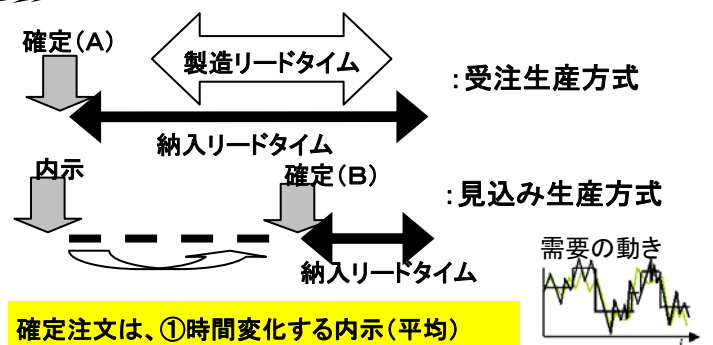 確定(A)
製造リードタイム
:受注生産方式
納入リードタイム
内示
確定(B)
:見込み生産方式
納入リードタイム
需要の動き
i
確定注文は、①時間変化する内示(平均)